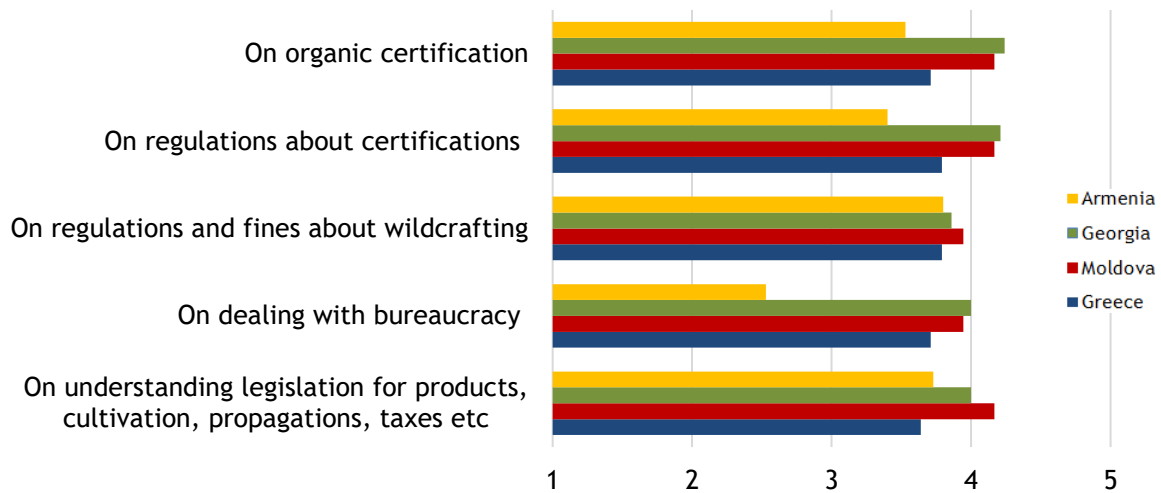 On organic certification
On regulations about certifications
On regulations and fines about wildcrafting
On dealing with bureaucracy
On understanding legislation for products,
cultivation, propagations, taxes etc
Armenia
Georgia
Moldova
Greece
1 2 3 4 5